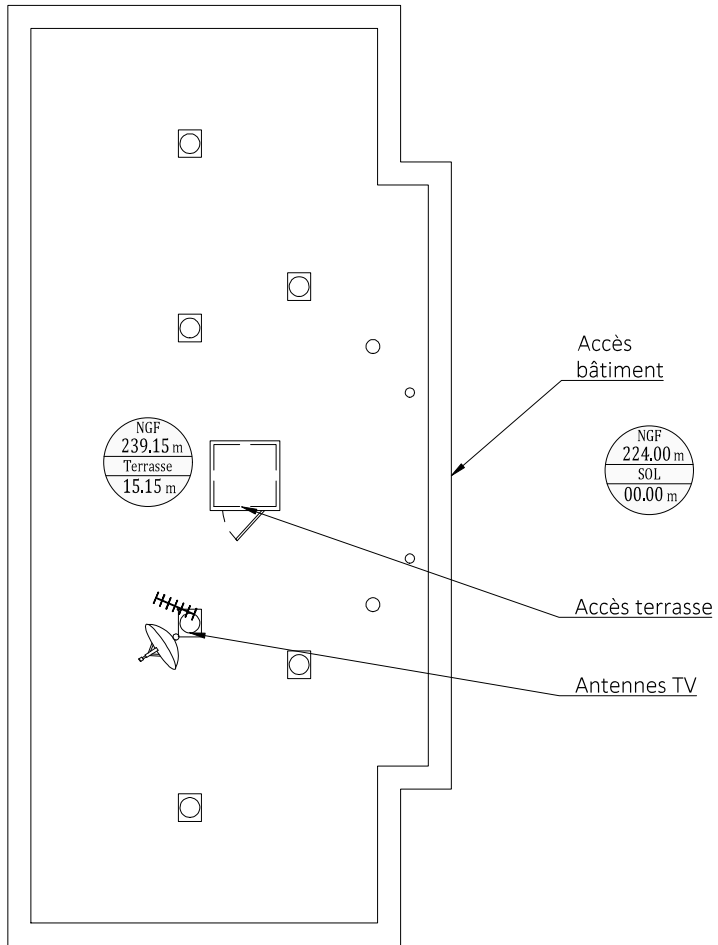 Accès
bâtiment
NGF
239.15 m
Terrasse
15.15 m
NGF
224.00 m
SOL
00.00 m
Accès terrasse
Antennes TV